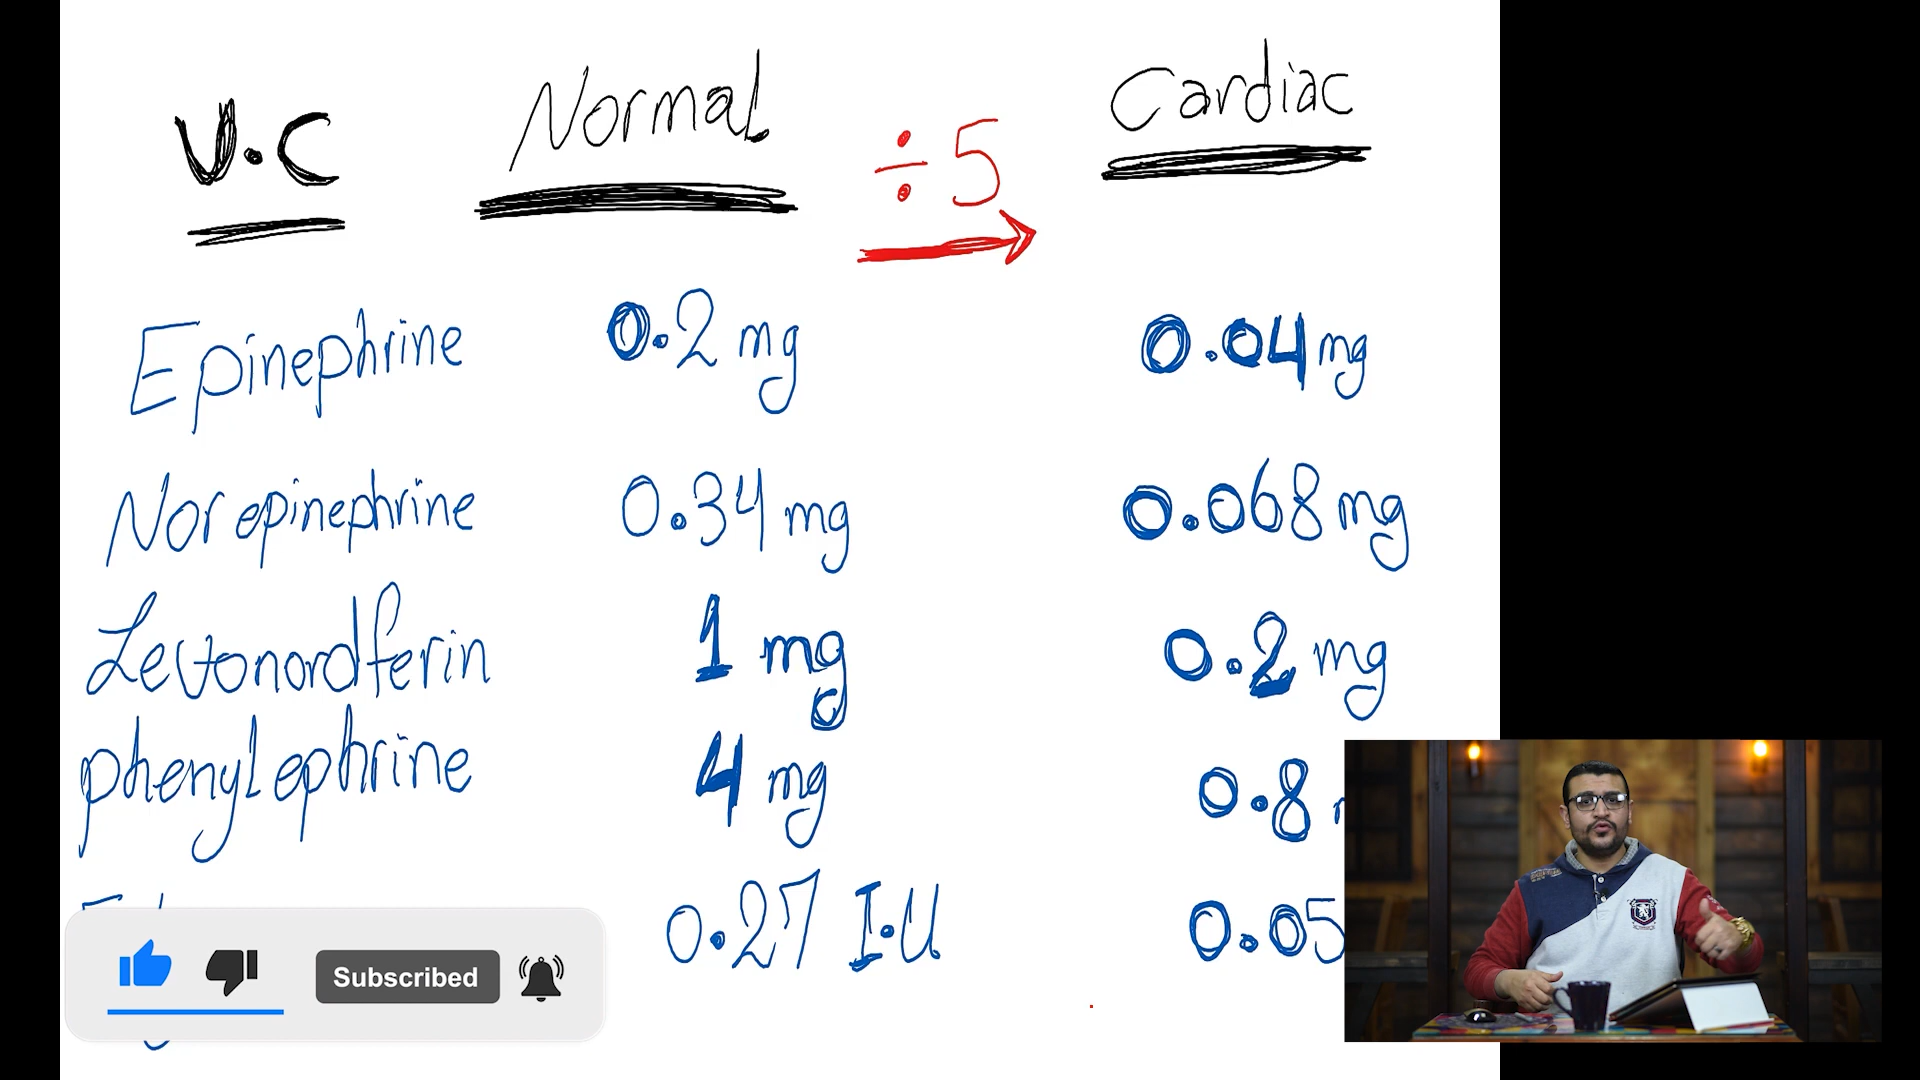 V.C Normal ÷5 Cardiac
Epinephrine 0.2 mg 0.04 mg
Norepinephrine 0.34 mg 0.068 mg
Levonordferin 1 mg 0.2 mg
phenylephrine 4 mg 0.8
0.27 I.U 0.05
Subscribed